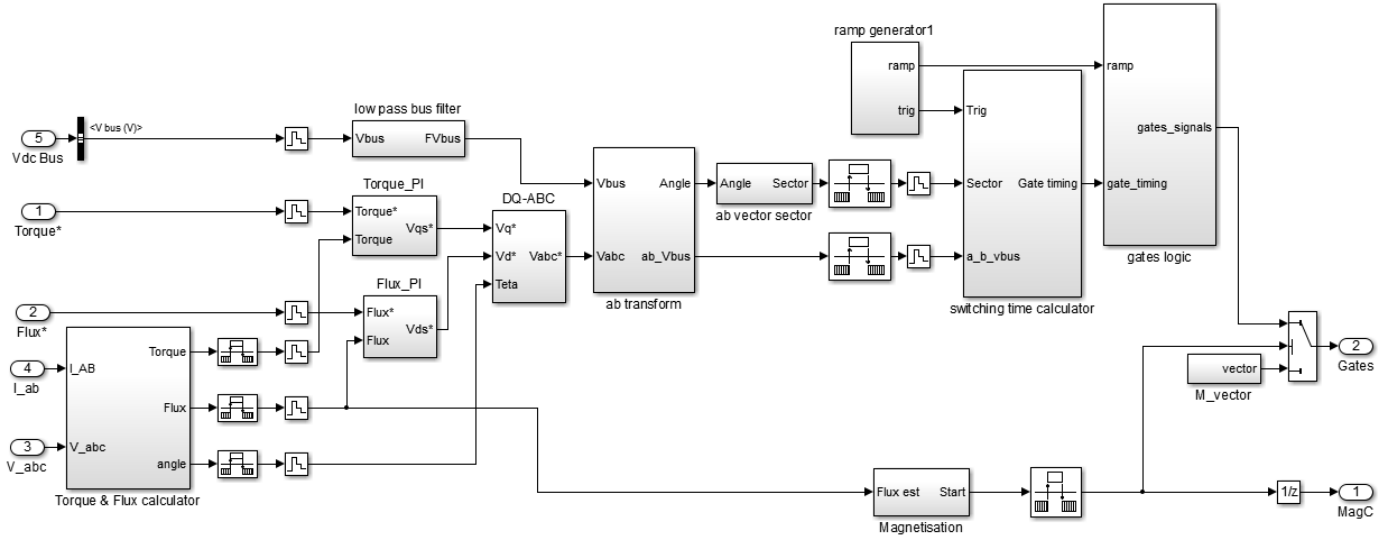 ramp generator1
ramp
trig
ramp
gates_signals
gate_timing
gates logic
low pass bus filter
<V bus (V)>
5
Vdc Bus
Vbus FVbus
Trig
Sector Gate timing
a_b_vbus
switching time calculator
Vbus Angle
Vabc ab_Vbus
ab transform
Angle Sector
ab vector sector
Torque_PI
1
Torque*
Torque*
Torque
Vqs*
DQ-ABC
Vq*
Vd* Vabc*
Teta
Flux_PI
2
Flux*
Flux*
Flux
Vds*
4
I_ab
3
V_abc
I_AB
V_abc
Torque
Flux
angle
Torque & Flux calculator
vector
M_vector
2
Gates
Flux est Start
Magnetisation
1/z
1
MagC